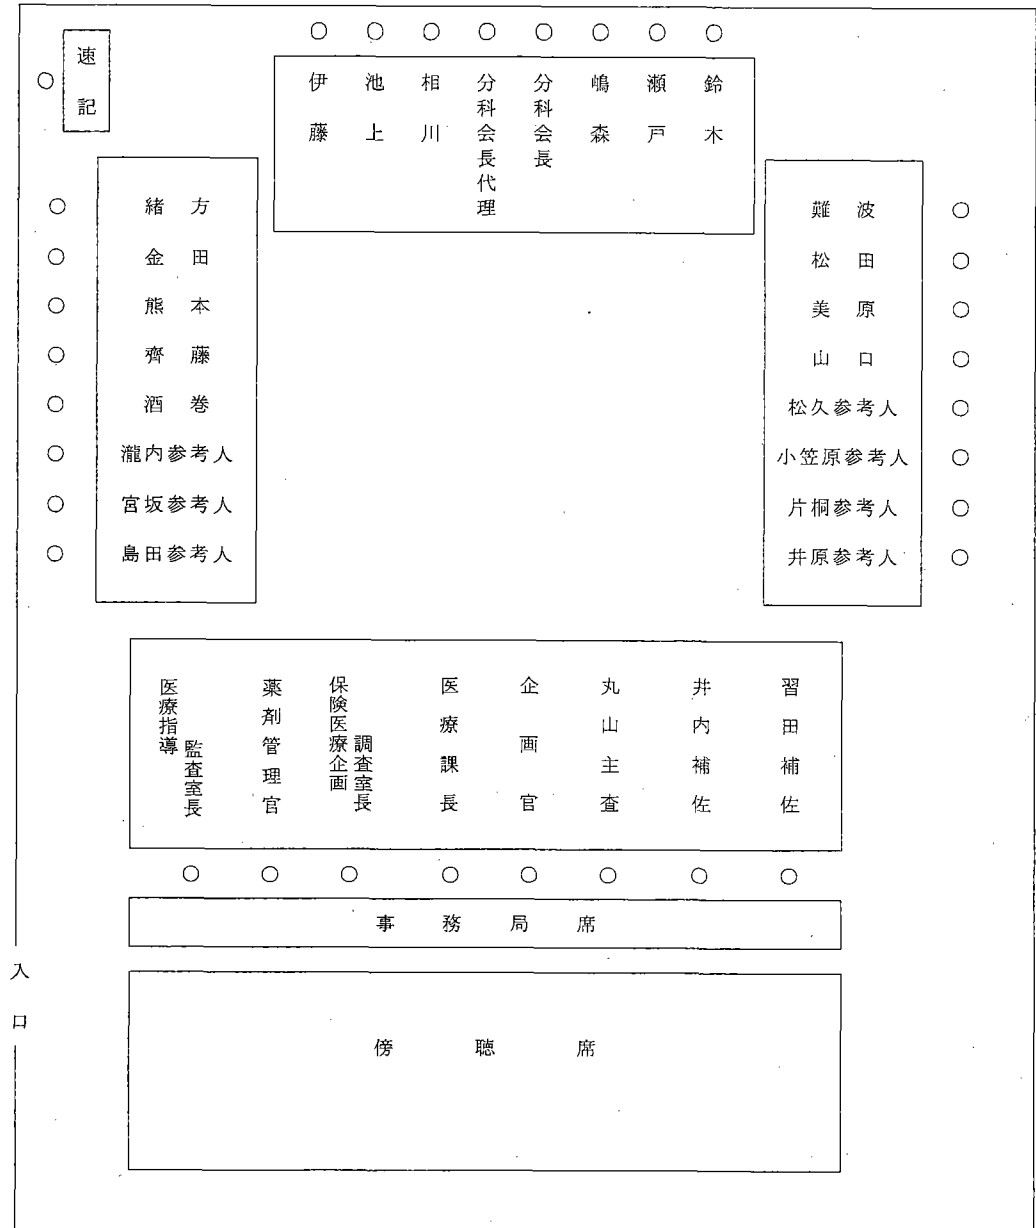 速記
伊藤
池上
相川
分科会長代理
分科会長
嶋森
瀬戸
鈴木
緒方
金田
熊本
齊藤
酒巻
瀧内参考人
宮坂参考人
島田参考人
難波
松田
美原
山口
松久参考人
小笠原参考人
片桐参考人
井原参考人
医療指導
監査室長
薬剤管理官
保険医療企画
調査室長
医療課長
企画官
丸山主査
井内補佐
習田補佐
事務局席
入口
傍聴席